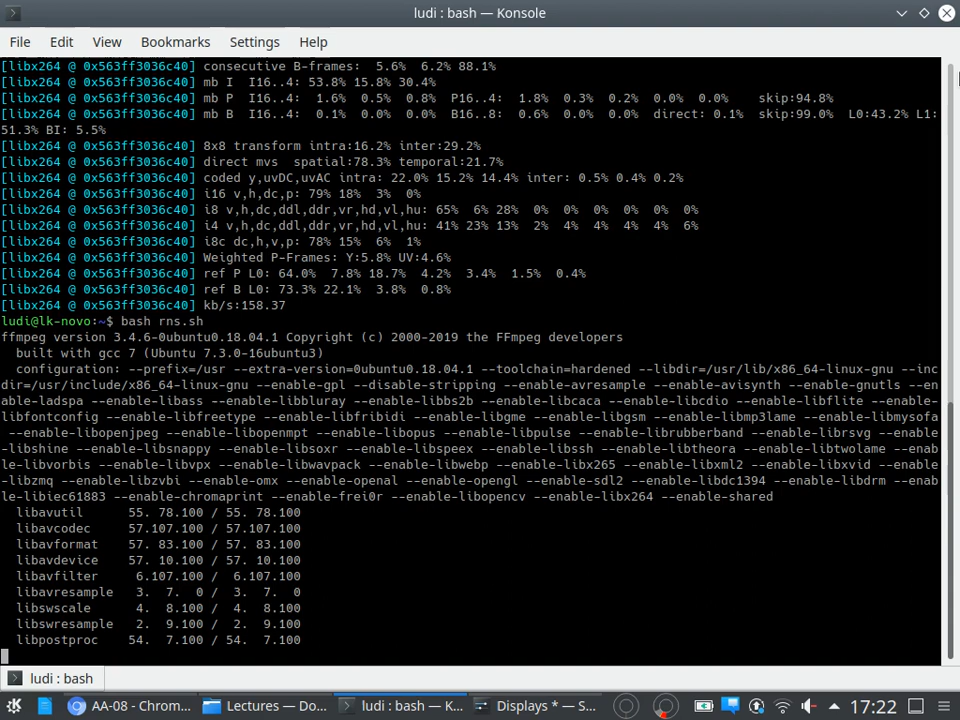 ludi : bash — Konsole
File Edit View Bookmarks Settings Help
[libx264 @ 0x563ff3036c40] consecutive B-frames:  5.6%  6.2% 88.1%
[libx264 @ 0x563ff3036c40] mb I  I16..4: 53.8% 15.8% 30.4%
[libx264 @ 0x563ff3036c40] mb P  I16..4:  1.6%  0.5%  0.8%  P16..4:  1.8%  0.3%  0.2%  0.0%  0.0%    skip:94.8%
[libx264 @ 0x563ff3036c40] mb B  I16..4:  0.1%  0.0%  0.0%  B16..8:  0.6%  0.0%  0.0%  direct: 0.1%  skip:99.0%  L0:43.2% L1:
51.3% BI: 5.5%
[libx264 @ 0x563ff3036c40] 8x8 transform intra:16.2% inter:29.2%
[libx264 @ 0x563ff3036c40] direct mvs  spatial:78.3% temporal:21.7%
[libx264 @ 0x563ff3036c40] coded y,uvDC,uvAC intra: 22.0% 15.2% 14.4% inter: 0.5% 0.4% 0.2%
[libx264 @ 0x563ff3036c40] i16 v,h,dc,p: 79% 18%  3%  0%
[libx264 @ 0x563ff3036c40] i8 v,h,dc,ddl,ddr,vr,hd,vl,hu: 65%  6% 28%  0%  0%  0%  0%  0%  0%
[libx264 @ 0x563ff3036c40] i4 v,h,dc,ddl,ddr,vr,hd,vl,hu: 41% 23% 13%  2%  4%  4%  4%  4%  6%
[libx264 @ 0x563ff3036c40] i8c dc,h,v,p: 78% 15%  6%  1%
[libx264 @ 0x563ff3036c40] Weighted P-Frames: Y:5.8% UV:4.6%
[libx264 @ 0x563ff3036c40] ref P L0: 64.0%  7.8% 18.7%  4.2%  3.4%  1.5%  0.4%
[libx264 @ 0x563ff3036c40] ref B L0: 73.3% 22.1%  3.8%  0.8%
[libx264 @ 0x563ff3036c40] kb/s:158.37
ludi@lk-novo:~$ bash rns.sh
ffmpeg version 3.4.6-0ubuntu0.18.04.1 Copyright (c) 2000-2019 the FFmpeg developers
built with gcc 7 (Ubuntu 7.3.0-16ubuntu3)
configuration: --prefix=/usr --extra-version=0ubuntu0.18.04.1 --toolchain=hardened --libdir=/usr/lib/x86_64-linux-gnu --inc
dir=/usr/include/x86_64-linux-gnu --enable-gpl --disable-stripping --enable-avresample --enable-avisynth --enable-gnutls --en
able-ladspa --enable-libass --enable-libbluray --enable-libbs2b --enable-libcaca --enable-libcdio --enable-libflite --enable-
libfontconfig --enable-libfreetype --enable-libfribidi --enable-libgme --enable-libgsm --enable-libmp3lame --enable-libmysofa
--enable-libopenjpeg --enable-libopenmpt --enable-libopus --enable-libpulse --enable-librubberband --enable-librsvg --enable
-libshine --enable-libsnappy --enable-libsoxr --enable-libspeex --enable-libssh --enable-libtheora --enable-libtwolame --enab
le-libvorbis --enable-libvpx --enable-libwavpack --enable-libwebp --enable-libx265 --enable-libxml2 --enable-libxvid --enable
-libzmq --enable-libzvbi --enable-omx --enable-openal --enable-opengl --enable-sdl2 --enable-libdc1394 --enable-libdrm --enab
le-libiec61883 --enable-chromaprint --enable-frei0r --enable-libopencv --enable-libx264 --enable-shared
libavutil      55. 78.100 / 55. 78.100
libavcodec     57.107.100 / 57.107.100
libavformat    57. 83.100 / 57. 83.100
libavdevice    57. 10.100 / 57. 10.100
libavfilter     6.107.100 /  6.107.100
libavresample   3.  7.  0 /  3.  7.  0
libswscale      4.  8.100 /  4.  8.100
libswresample   2.  9.100 /  2.  9.100
libpostproc    54.  7.100 / 54.  7.100
ludi : bash
AA-08 - Chrom... Lectures — Do... ludi : bash — K... Displays * — S... 17:22